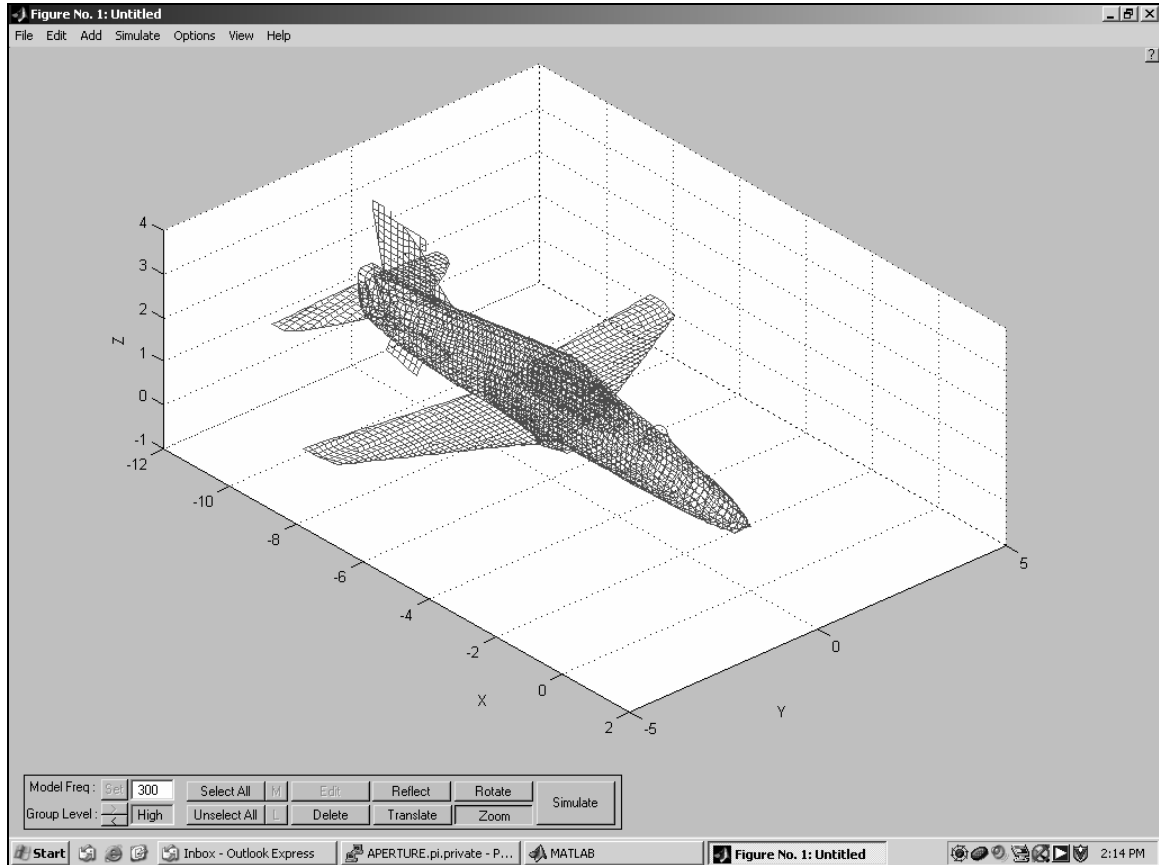 Figure No. 1: Untitled
File Edit Add Simulate Options View Help
?
4
3
2
1
0
-1
Z
-12
-10
-8
-6
-4
-2
0
2
X
-5
0
5
Y
Model Freq : Set 300 Select All M Edit Reflect Rotate Simulate
Group Level : > < High Unselect All L Delete Translate Zoom
Start Inbox - Outlook Express APERTURE.pi.private - P... MATLAB Figure No. 1: Untitled 2:14 PM